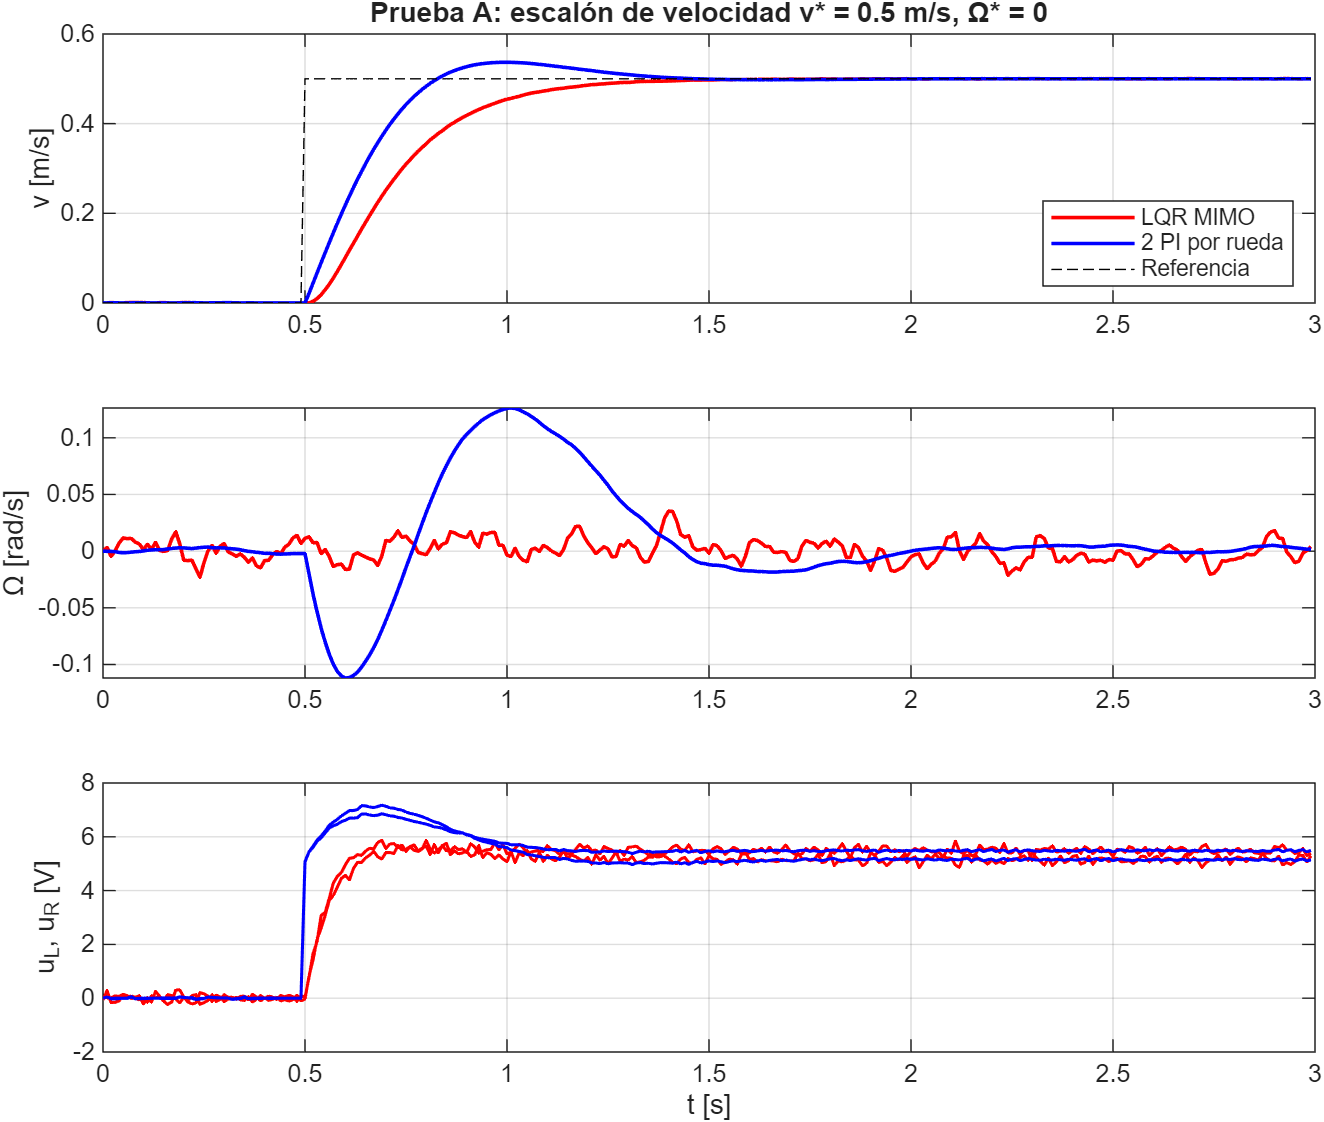 Prueba A: escalón de velocidad v* = 0.5 m/s, Ω* = 0
0.6
0.4
0.2
0
v [m/s]
LQR MIMO
2 PI por rueda
Referencia
0 0.5 1 1.5 2 2.5 3
0.1
0.05
0
-0.05
-0.1
Ω [rad/s]
0 0.5 1 1.5 2 2.5 3
8
6
4
2
0
-2
u_L, u_R [V]
0 0.5 1 1.5 2 2.5 3
t [s]